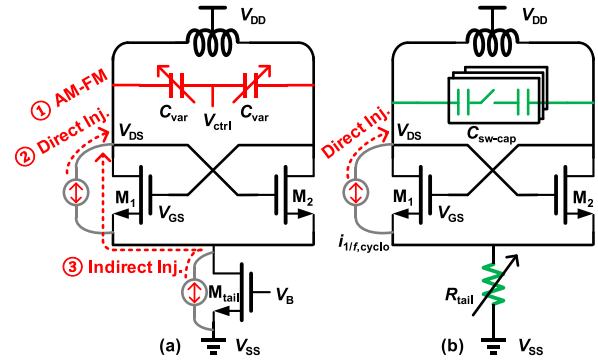 V_DD
① AM-FM
C_var
V_ctrl
C_var
② Direct Inj.
V_DS
M_1
V_GS
M_2
③ Indirect Inj.
M_tail
V_B
V_SS
(a)
V_DD
C_sw-cap
Direct Inj.
V_DS
M_1
V_GS
M_2
i_1/f,cyclo
R_tail
V_SS
(b)